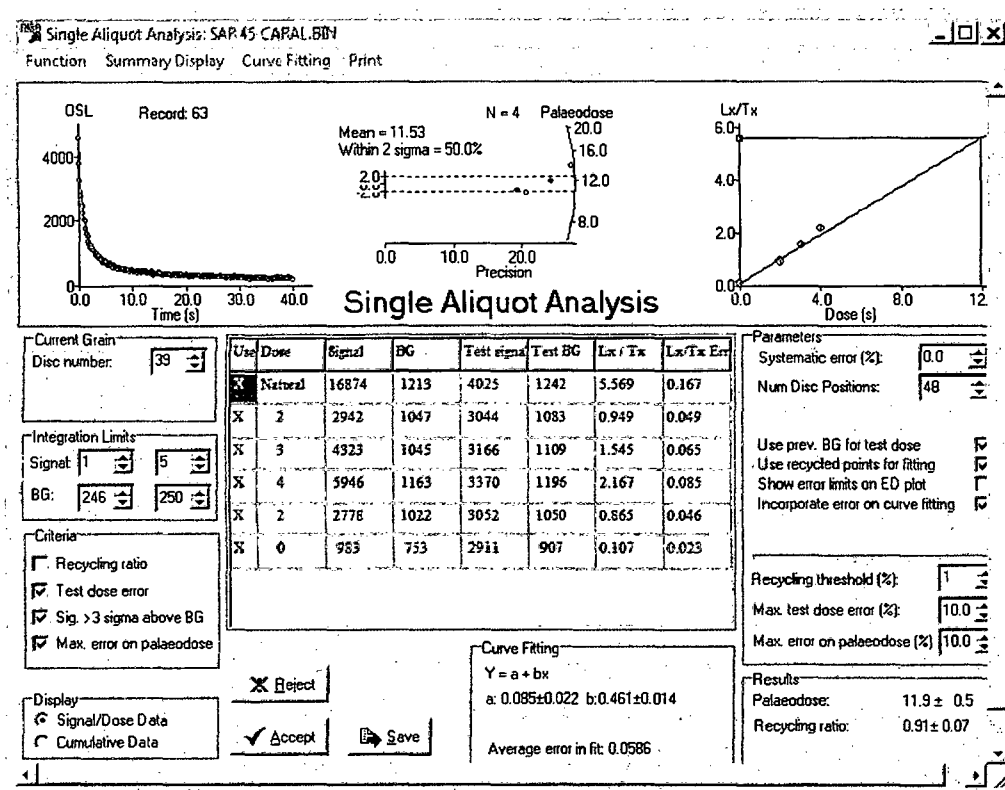 Single Aliquot Analysis: SAR 45 CARAL.BIN
Function Summary Display Curve Fitting Print
OSL Record: 63
4000
2000
0
0.0 10.0 20.0 30.0 40.0
Time (s)
N = 4 Palaeodose
Mean = 11.53
Within 2 sigma = 50.0%
20.0
16.0
12.0
8.0
2.0
0.0 10.0 20.0
Precision
Lx/Tx
6.0
4.0
2.0
0.0
0.0 4.0 8.0 12.
Dose (s)
Single Aliquot Analysis
Current Grain
Disc number: 39
Integration Limits
Signal: 1 5
BG: 246 250
Criteria
Recycling ratio
Test dose error
Sig. >3 sigma above BG
Max. error on palaeodose
Display
Signal/Dose Data
Cumulative Data
Use Dose Signal BG Test signal Test BG Lx / Tx Lx/Tx Err
X Natural 16874 1213 4025 1242 5.569 0.167
X 2 2942 1047 3044 1083 0.949 0.049
X 3 4323 1045 3166 1109 1.545 0.065
X 4 5946 1163 3370 1196 2.167 0.085
X 2 2778 1022 3052 1050 0.865 0.046
X 0 983 753 2911 907 0.107 0.023
Reject
Accept Save
Curve Fitting
Y = a + bx
a: 0.085±0.022 b:0.461±0.014
Average error in fit: 0.0586
Parameters
Systematic error (%): 0.0
Num Disc Positions: 48
Use prev. BG for test dose
Use recycled points for fitting
Show error limits on ED plot
Incorporate error on curve fitting
Recycling threshold (%): 1
Max. test dose error (%): 10.0
Max. error on palaeodose (%) 10.0
Results
Palaeodose: 11.9 ± 0.5
Recycling ratio: 0.91± 0.07